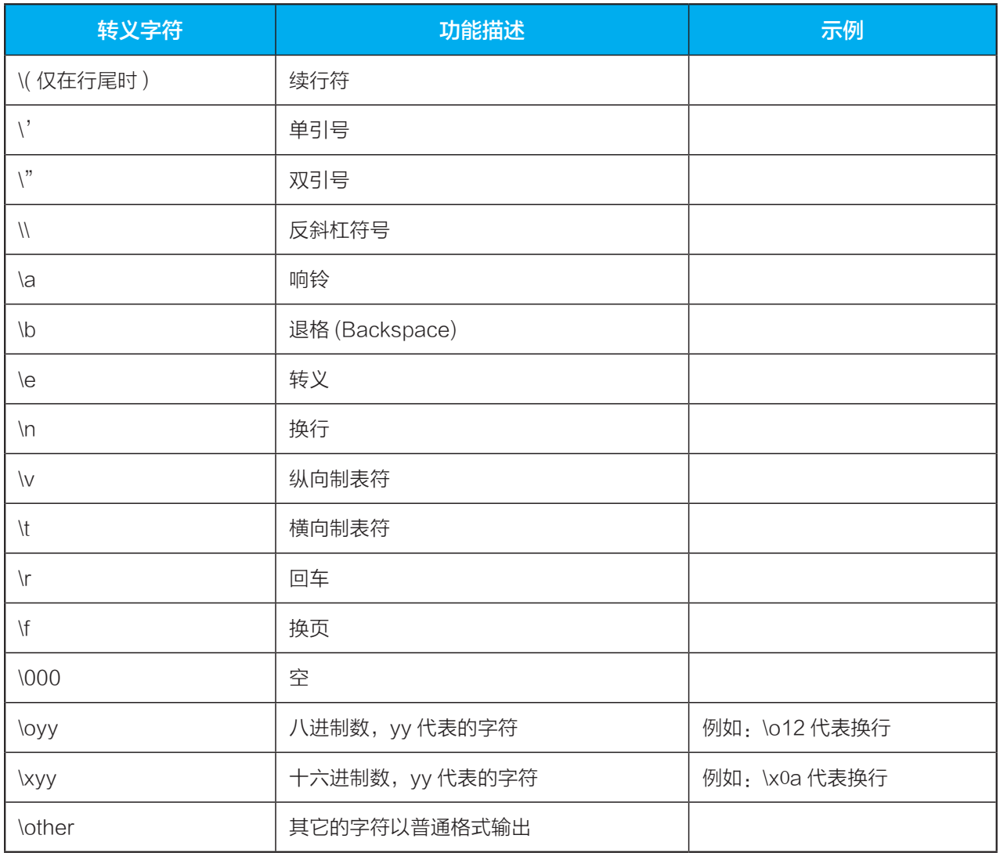 转义字符 功能描述 示例
\( 仅在行尾时 ) 续行符
\’ 单引号
\” 双引号
\\ 反斜杠符号
\a 响铃
\b 退格 (Backspace)
\e 转义
\n 换行
\v 纵向制表符
\t 横向制表符
\r 回车
\f 换页
\000 空
\oyy 八进制数，yy 代表的字符 例如：\o12 代表换行
\xyy 十六进制数，yy 代表的字符 例如：\x0a 代表换行
\other 其它的字符以普通格式输出